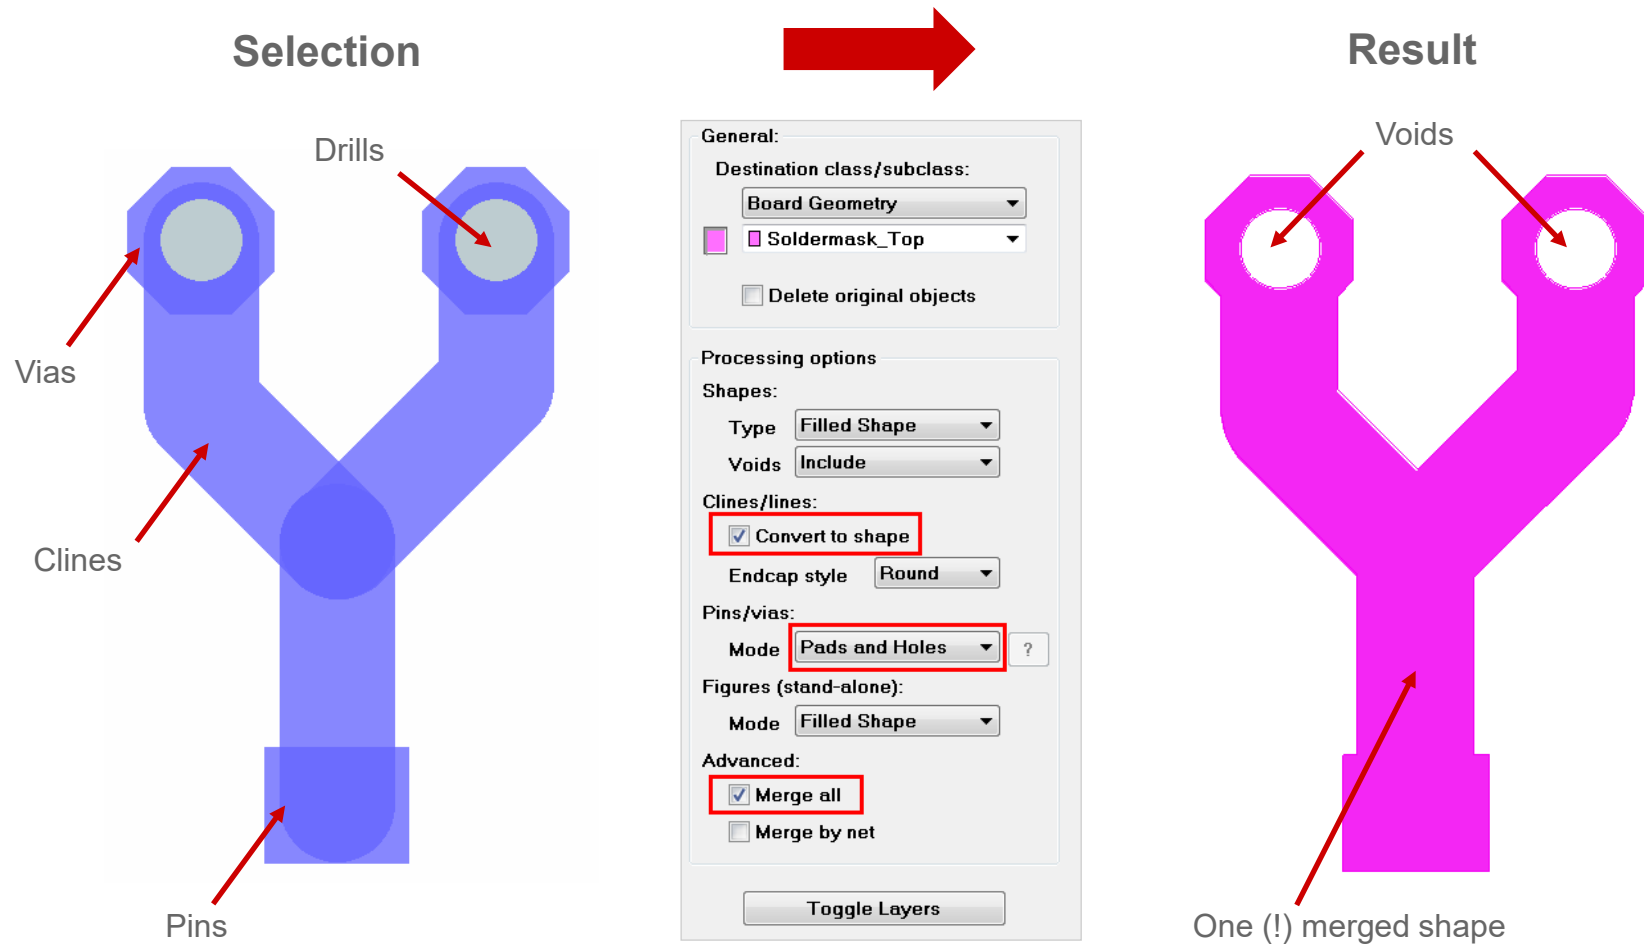 Selection
Result
Drills
Vias
Clines
Pins
General:
Destination class/subclass:
Board Geometry
Soldermask_Top
Delete original objects
Processing options
Shapes:
Type Filled Shape
Voids Include
Clines/lines:
Convert to shape
Endcap style Round
Pins/vias:
Mode Pads and Holes ?
Figures (stand-alone):
Mode Filled Shape
Advanced:
Merge all
Merge by net
Toggle Layers
Voids
One (!) merged shape